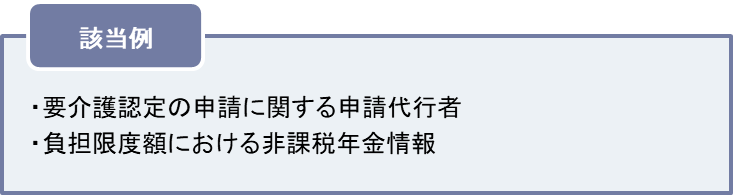 該当例
・要介護認定の申請に関する申請代行者
・負担限度額における非課税年金情報